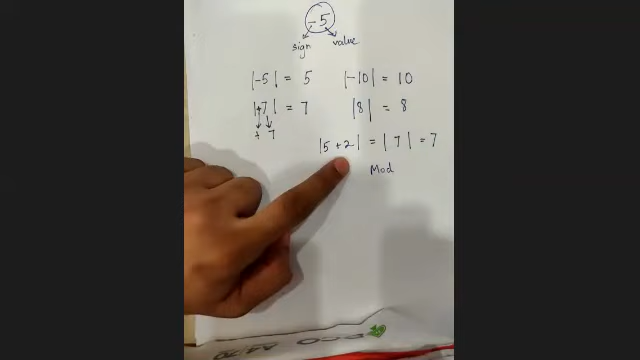 -5
sign value
|-5| = 5 |-10| = 10
|+7| = 7 |8| = 8
+ 7
|5+2| = |7| = 7
Mod